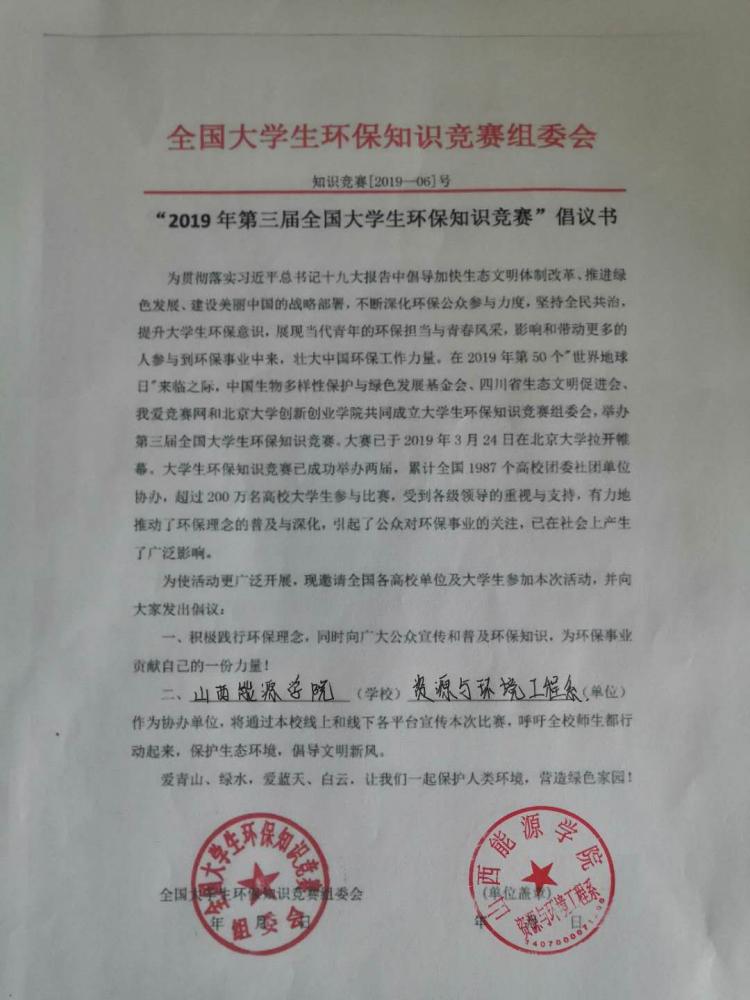 全国大学生环保知识竞赛组委会
知识竞赛[2019—06]号
“2019 年第三届全国大学生环保知识竞赛”倡议书
为贯彻落实习近平总书记十九大报告中倡导加快生态文明体制改革、推进绿
色发展、建设美丽中国的战略部署，不断深化环保公众参与力度，坚持全民共治，
提升大学生环保意识，展现当代青年的环保担当与青春风采，影响和带动更多的
人参与到环保事业中来，壮大中国环保工作力量。在 2019 年第 50 个"世界地球
日"来临之际，中国生物多样性保护与绿色发展基金会、四川省生态文明促进会、
我爱竞赛网和北京大学创新创业学院共同成立大学生环保知识竞赛组委会，举办
第三届全国大学生环保知识竞赛。大赛已于 2019 年 3 月 24 日在北京大学拉开帷
幕。大学生环保知识竞赛已成功举办两届，累计全国 1987 个高校团委社团单位
协办，超过 200 万名高校大学生参与比赛，受到各级领导的重视与支持，有力地
推动了环保理念的普及与深化，引起了公众对环保事业的关注，已在社会上产生
了广泛影响。
为使活动更广泛开展，现邀请全国各高校单位及大学生参加本次活动，并向
大家发出倡议：
一、积极践行环保理念，同时向广大公众宣传和普及环保知识，为环保事业
贡献自己的一份力量！
二、山西能源学院（学校）资源与环境工程系（单位）
作为协办单位，将通过本校线上和线下各平台宣传本次比赛，呼吁全校师生都行
动起来，保护生态环境，倡导文明新风。
爱青山、绿水，爱蓝天、白云，让我们一起保护人类环境，营造绿色家园！
全国大学生环保知识竞赛
组委会
山西能源学院
资源与环境工程系
全国大学生环保知识竞赛组委会
（单位盖章）
年 月 日
年 月 日